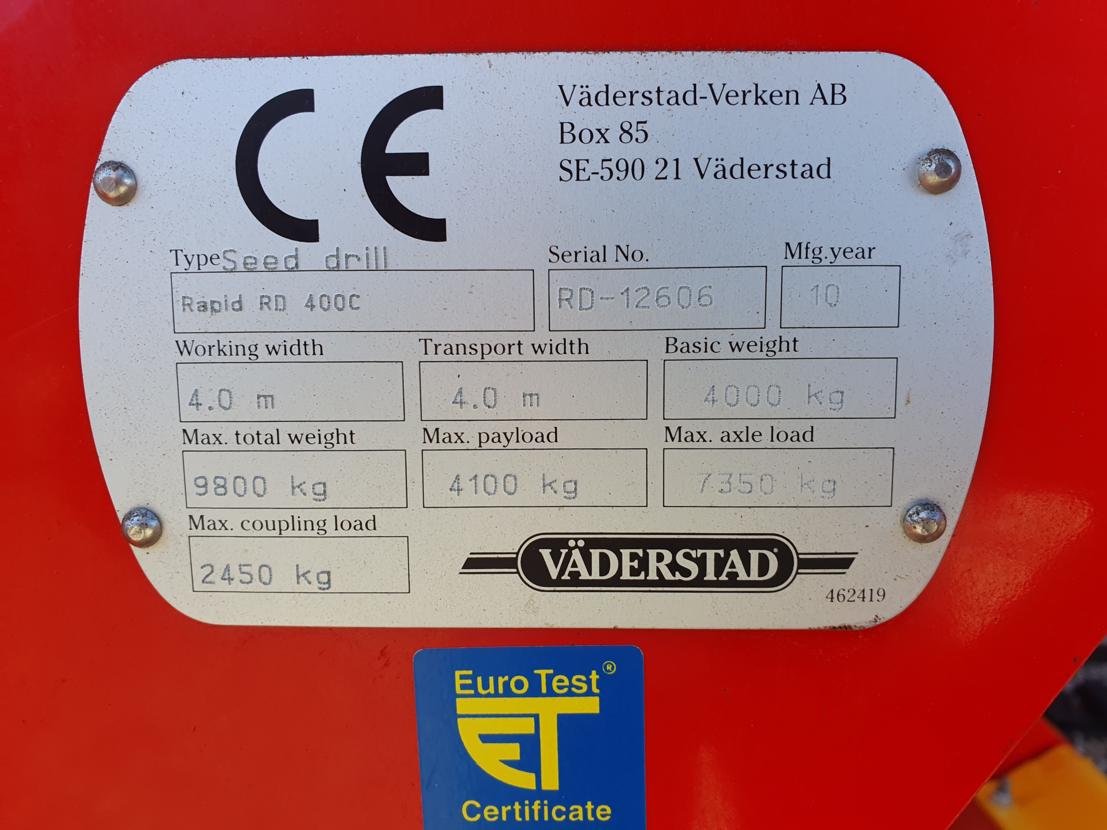 CE
Väderstad-Verken AB
Box 85
SE-590 21 Väderstad
Type Seed drill
Serial No.
Mfg.year
Rapid RD 400C
RD-12606
10
Working width
Transport width
Basic weight
4.0 m
4.0 m
4000 kg
Max. total weight
Max. payload
Max. axle load
9800 kg
4100 kg
7350 kg
Max. coupling load
2450 kg
VÄDERSTAD
462419
Euro Test®
ET
Certificate